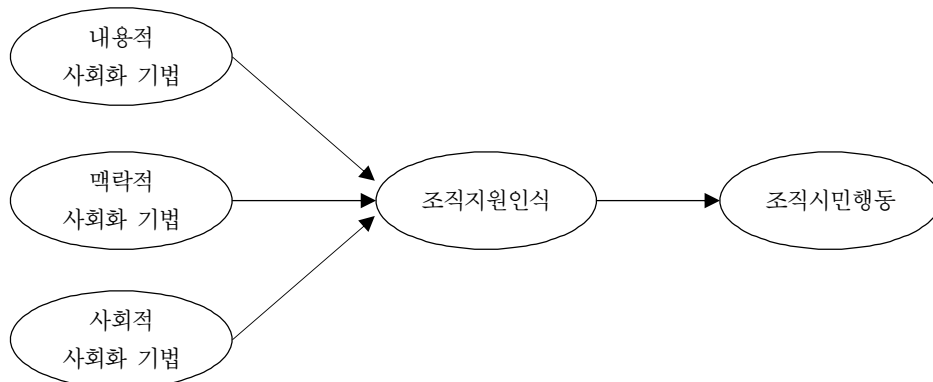 내용적
사회화 기법
맥락적
사회화 기법
조직지원인식
조직시민행동
사회적
사회화 기법